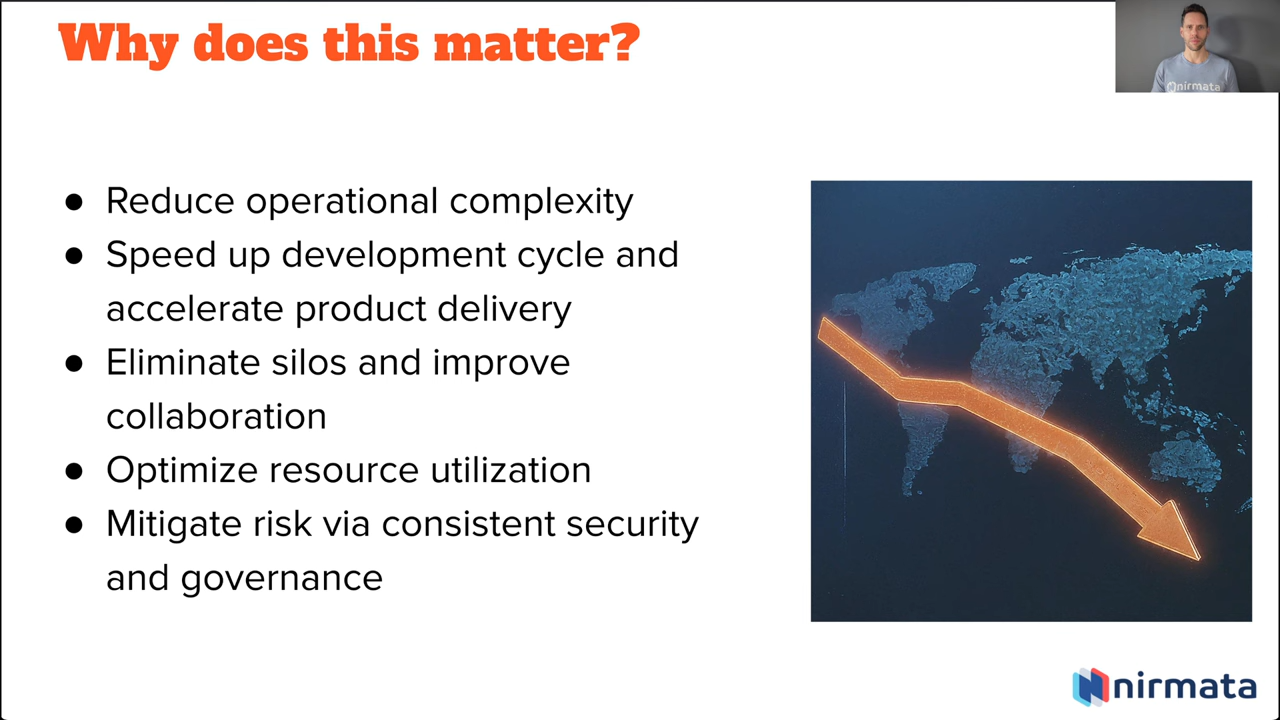 Why does this matter?
nirmata
● Reduce operational complexity
● Speed up development cycle and
accelerate product delivery
● Eliminate silos and improve
collaboration
● Optimize resource utilization
● Mitigate risk via consistent security
and governance
nirmata